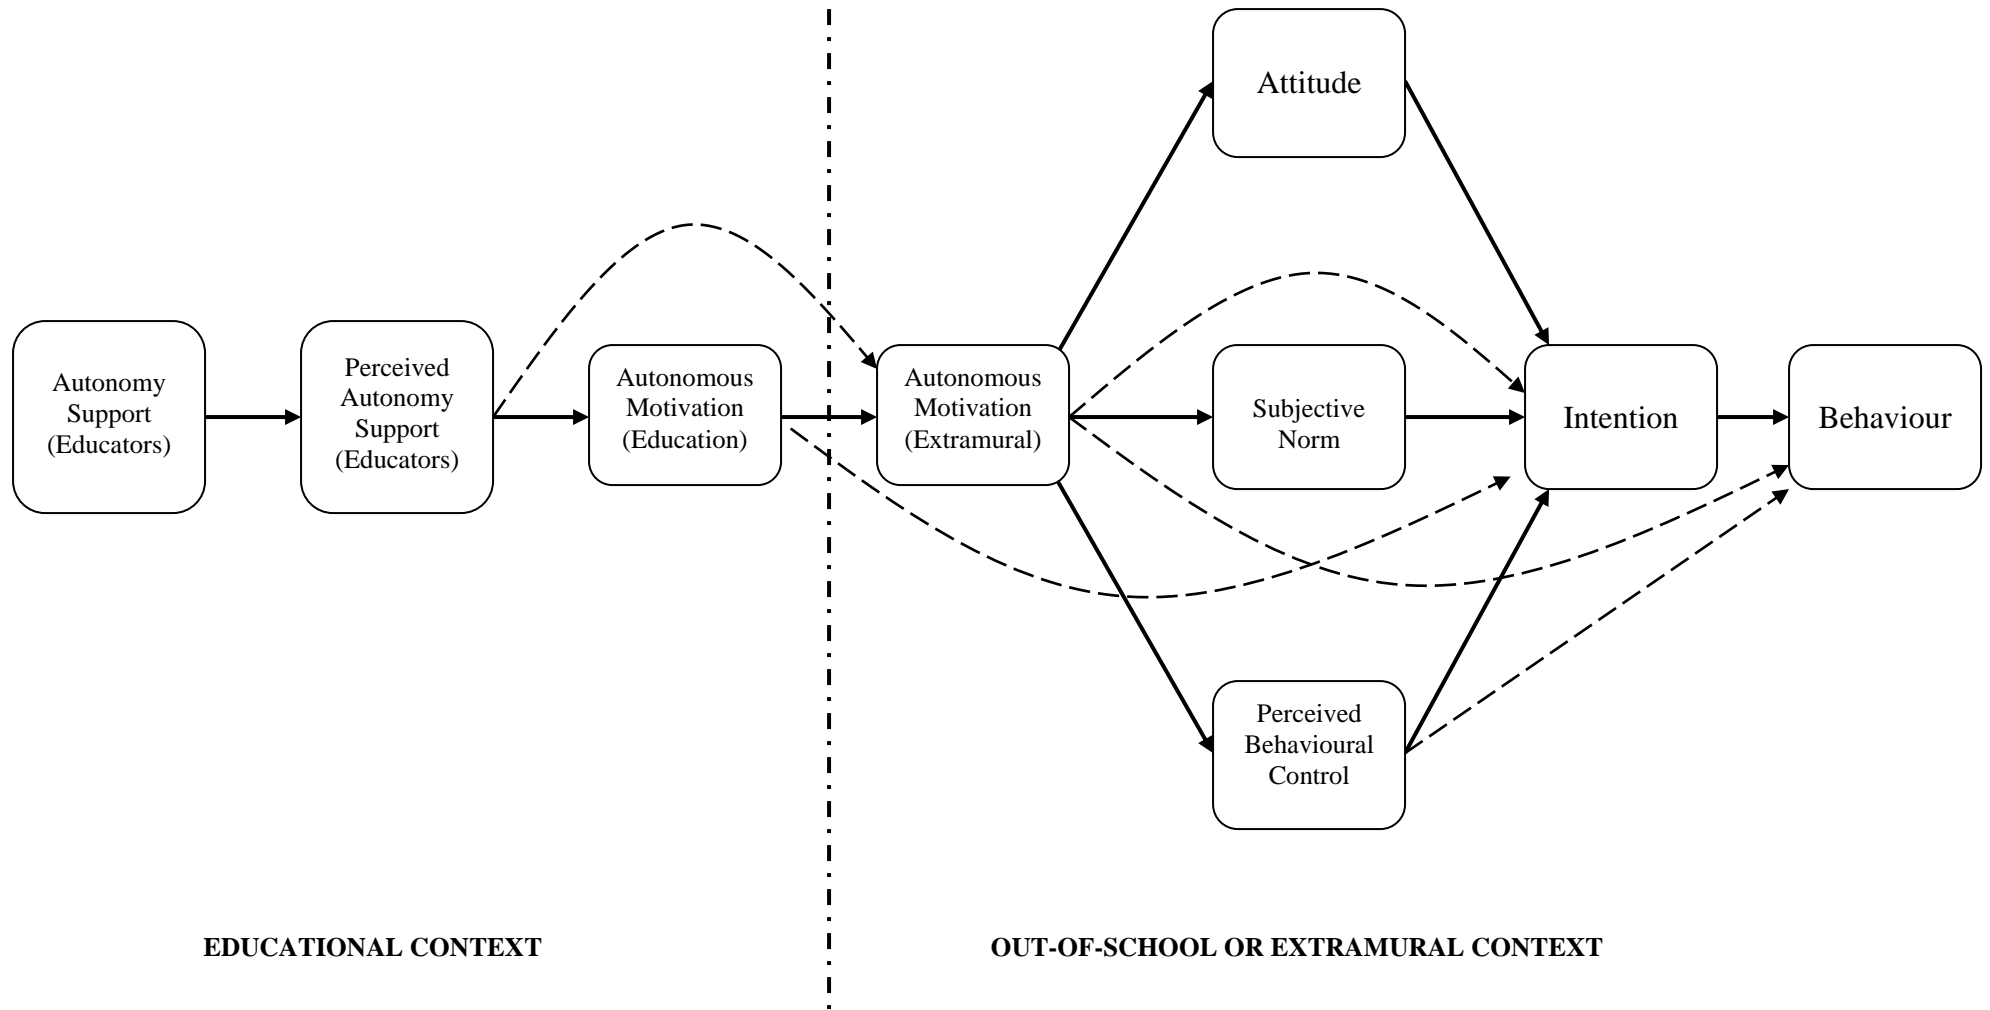 Autonomy
Support
(Educators)
Perceived
Autonomy
Support
(Educators)
Autonomous
Motivation
(Education)
Autonomous
Motivation
(Extramural)
Attitude
Subjective
Norm
Perceived
Behavioural
Control
Intention
Behaviour
EDUCATIONAL CONTEXT
OUT-OF-SCHOOL OR EXTRAMURAL CONTEXT